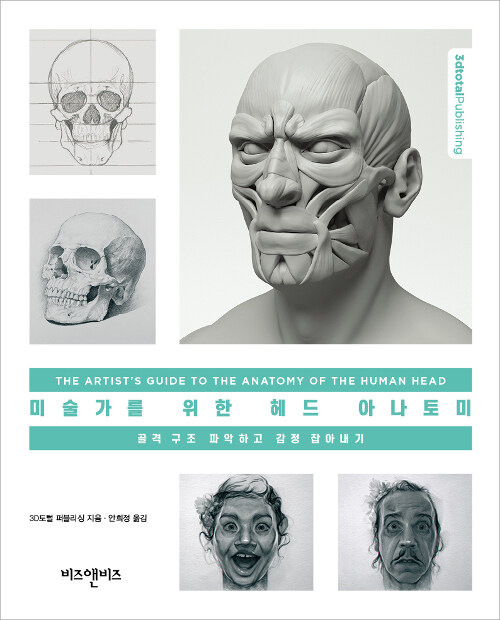 3dtotalPublishing
THE ARTIST'S GUIDE TO THE ANATOMY OF THE HUMAN HEAD
미술가를 위한 헤드 아나토미
골격 구조 파악하고 감정 잡아내기
3D토털 퍼블리싱 지음 · 안희정 옮김
비즈앤비즈